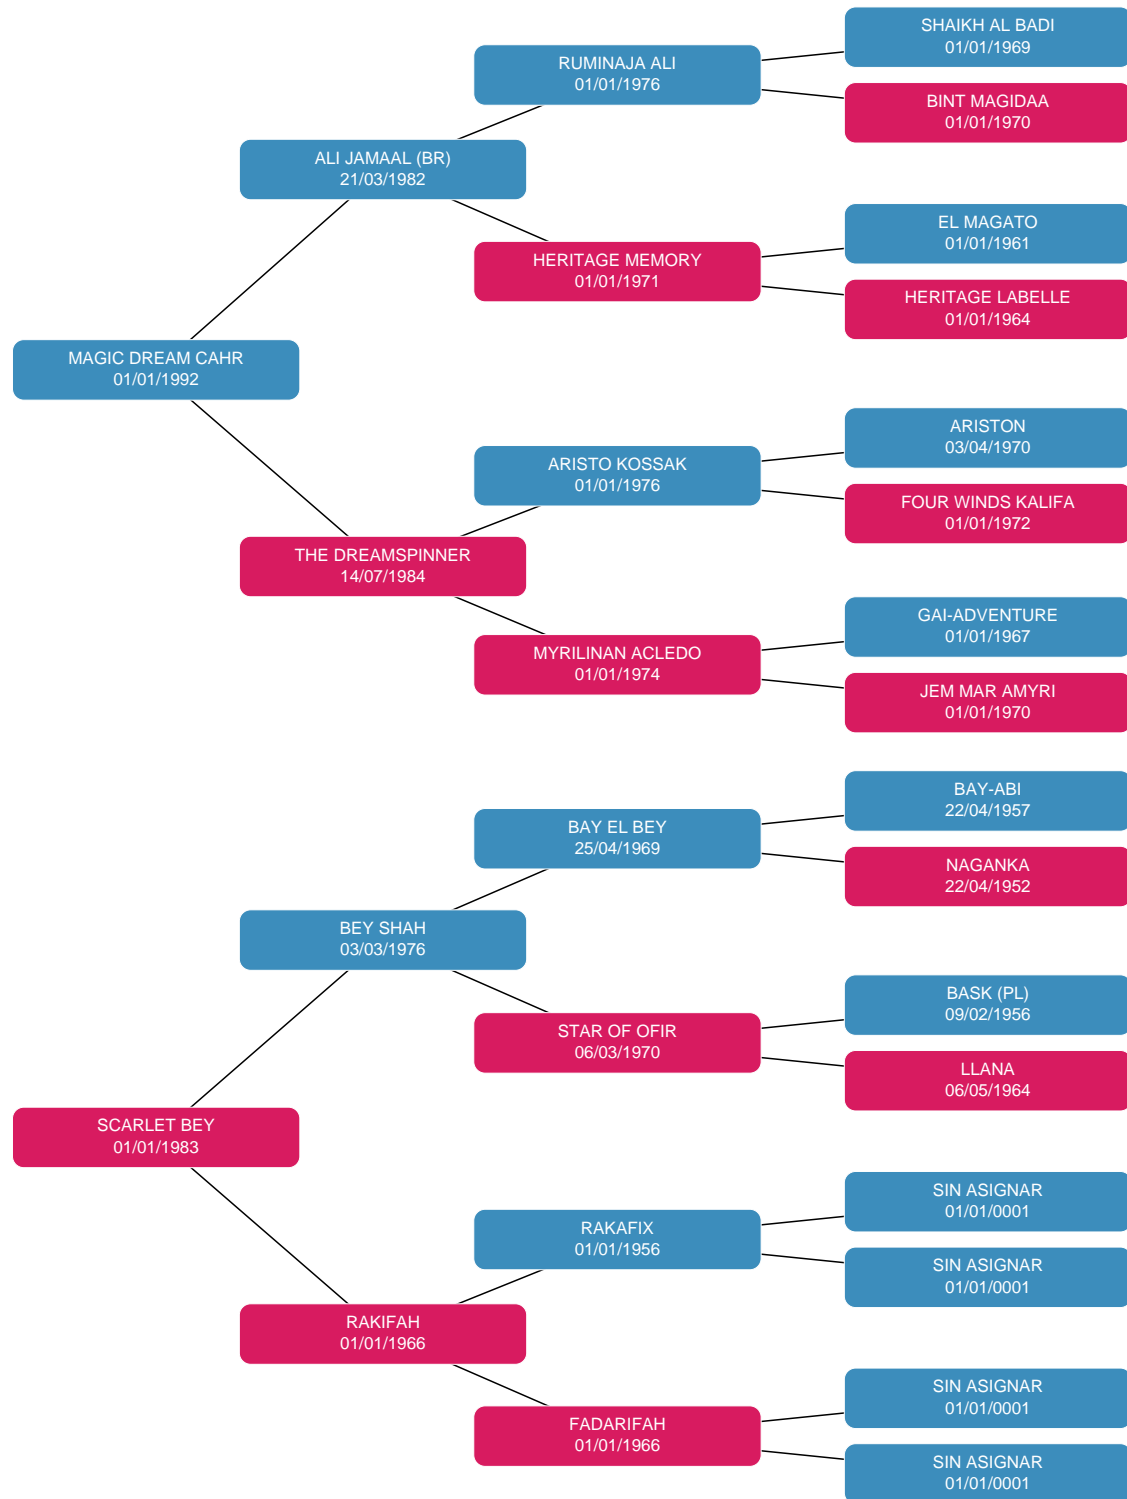 SHAIKH AL BADI
01/01/1969
RUMINAJA ALI
01/01/1976
BINT MAGIDAA
01/01/1970
ALI JAMAAL (BR)
21/03/1982
EL MAGATO
01/01/1961
HERITAGE MEMORY
01/01/1971
HERITAGE LABELLE
01/01/1964
MAGIC DREAM CAHR
01/01/1992
ARISTON
03/04/1970
ARISTO KOSSAK
01/01/1976
FOUR WINDS KALIFA
01/01/1972
THE DREAMSPINNER
14/07/1984
GAI-ADVENTURE
01/01/1967
MYRILINAN ACLEDO
01/01/1974
JEM MAR AMYRI
01/01/1970
BAY-ABI
22/04/1957
BAY EL BEY
25/04/1969
NAGANKA
22/04/1952
BEY SHAH
03/03/1976
BASK (PL)
09/02/1956
STAR OF OFIR
06/03/1970
LLANA
06/05/1964
SCARLET BEY
01/01/1983
SIN ASIGNAR
01/01/0001
RAKAFIX
01/01/1956
SIN ASIGNAR
01/01/0001
RAKIFAH
01/01/1966
SIN ASIGNAR
01/01/0001
FADARIFAH
01/01/1966
SIN ASIGNAR
01/01/0001